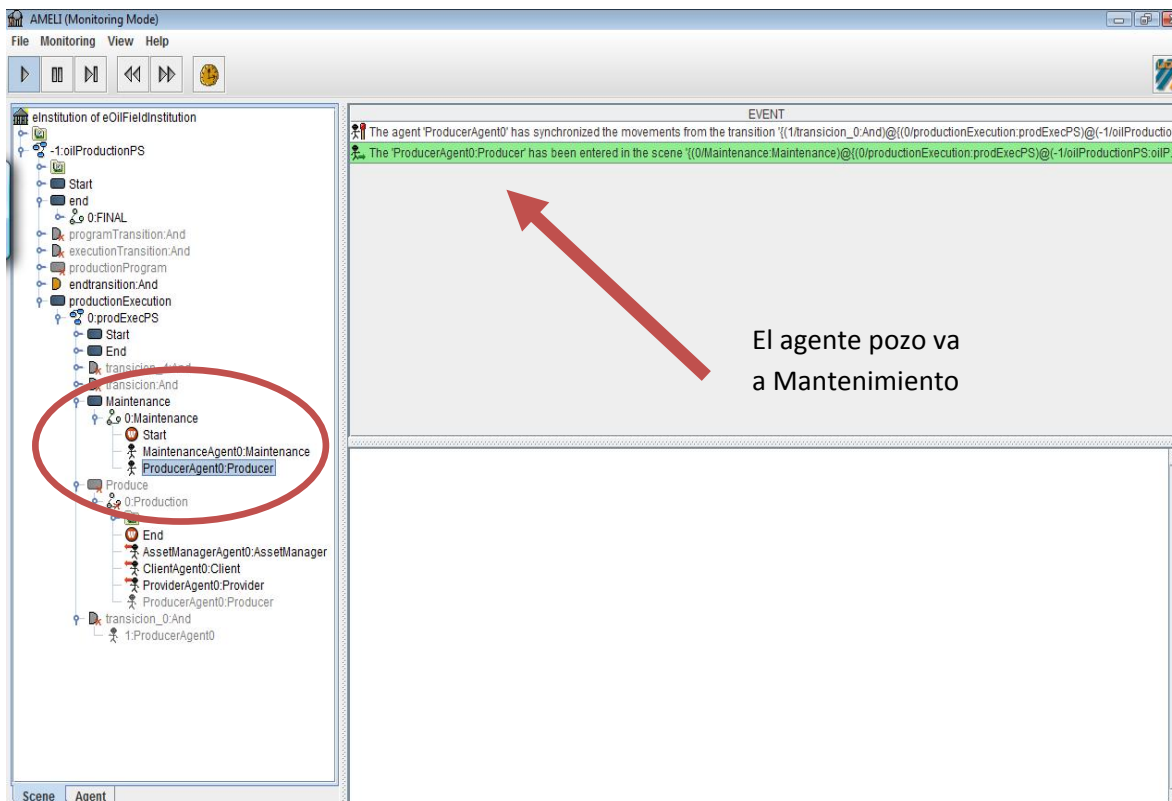 AMELI (Monitoring Mode)
File Monitoring View Help
eInstitution of eOilFieldInstitution
-1:oilProductionPS
Start
end
0:FINAL
programTransition:And
executionTransition:And
productionProgram
endtransition:And
productionExecution
0:prodExecPS
Start
End
transicion:And
Maintenance
0:Maintenance
Start
MaintenanceAgent0:Maintenance
ProducerAgent0:Producer
Produce
0:Production
End
AssetManagerAgent0:AssetManager
ClientAgent0:Client
ProviderAgent0:Provider
ProducerAgent0:Producer
transicion_0:And
1:ProducerAgent0
Scene Agent
EVENT
The agent 'ProducerAgent0' has synchronized the movements from the transition '{(1/transicion_0:And)@{(0/productionExecution:prodExecPS)@(-1/oilProductio
The 'ProducerAgent0:Producer' has been entered in the scene '{(0/Maintenance:Maintenance)@{(0/productionExecution:prodExecPS)@(-1/oilProductionPS:oilP...
El agente pozo va
a Mantenimiento